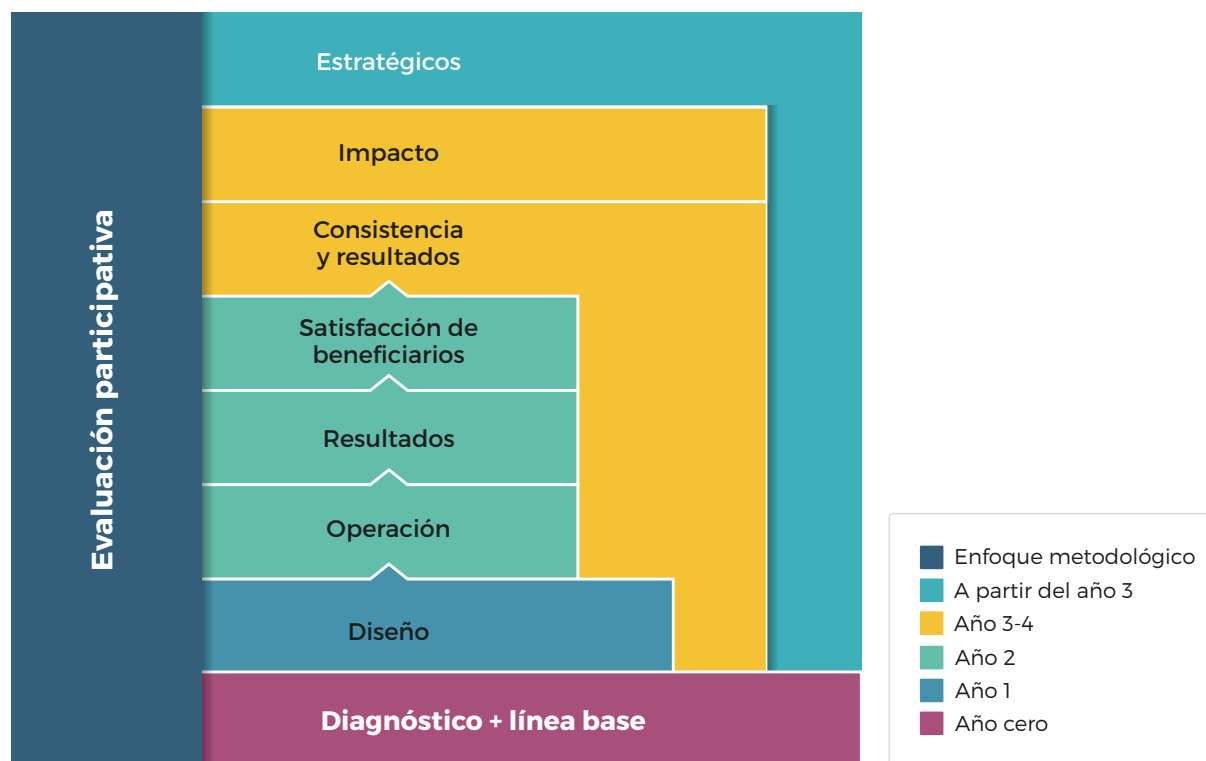 Evaluación participativa
Estratégicos
Impacto
Consistencia
y resultados
Satisfacción de
beneficiarios
Resultados
Operación
Diseño
Diagnóstico + línea base
Enfoque metodológico
A partir del año 3
Año 3-4
Año 2
Año 1
Año cero